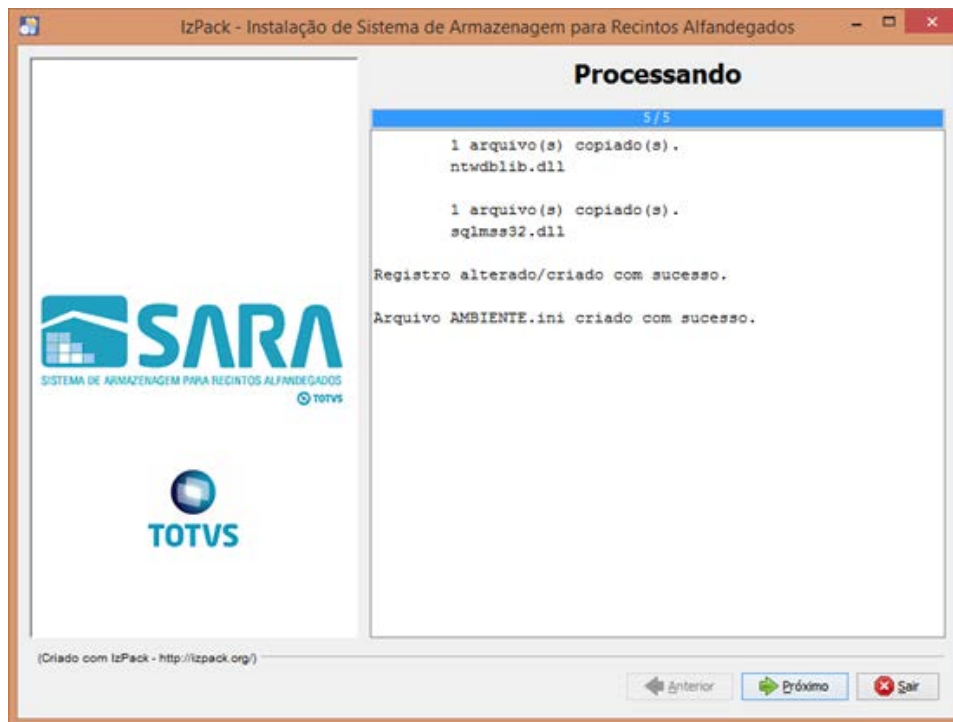 IzPack - Instalação de Sistema de Armazenagem para Recintos Alfandegados
Processando
5 / 5
1 arquivo(s) copiado(s).
ntwdblib.dll
1 arquivo(s) copiado(s).
sqlmss32.dll
Registro alterado/criado com sucesso.
Arquivo AMBIENTE.ini criado com sucesso.
SARA
SISTEMA DE ARMAZENAGEM PARA RECINTOS ALFANDEGADOS
TOTVS
TOTVS
(Criado com IzPack - http://izpack.org/)
Anterior
Próximo
Sair